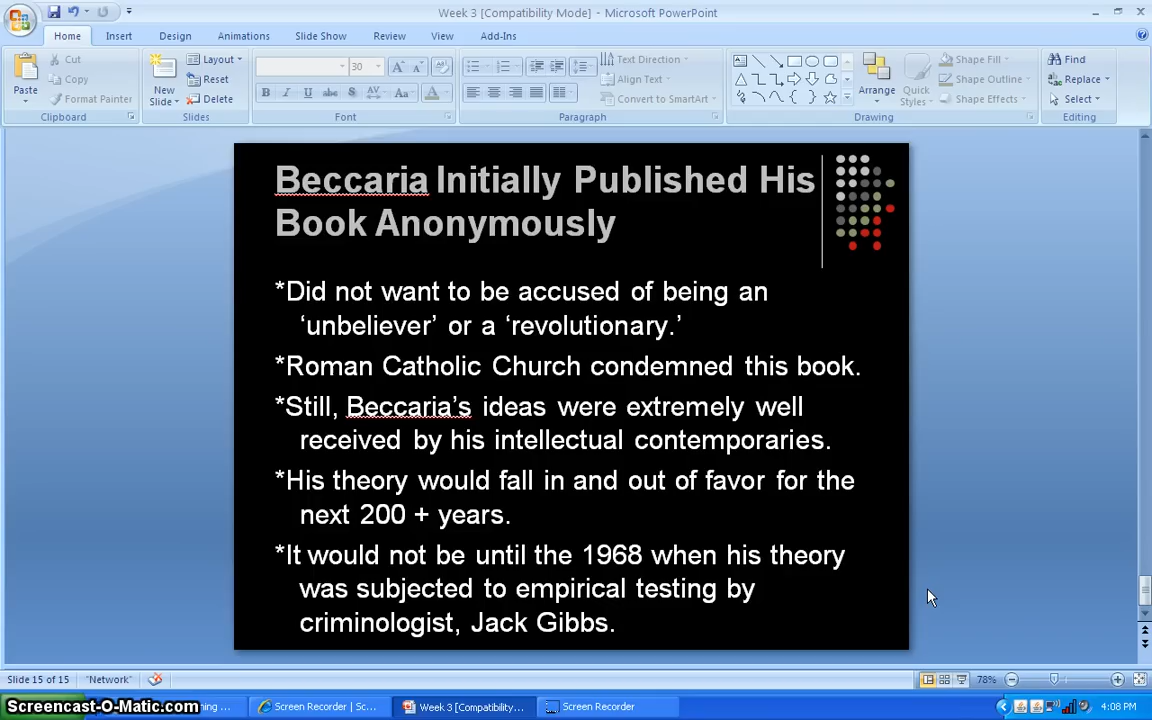 Week 3 [Compatibility Mode] - Microsoft PowerPoint
Home Insert Design Animations Slide Show Review View Add-Ins
Cut Layout 30 Text Direction Shape Fill Find
Paste Copy New Slide Reset Align Text Arrange Quick Styles Shape Outline Replace
Format Painter Delete B I U abc S AV Aa A Convert to SmartArt Shape Effects Select
Clipboard Slides Font Paragraph Drawing Editing
Beccaria Initially Published His
Book Anonymously
*Did not want to be accused of being an
‘unbeliever’ or a ‘revolutionary.’
*Roman Catholic Church condemned this book.
*Still, Beccaria’s ideas were extremely well
received by his intellectual contemporaries.
*His theory would fall in and out of favor for the
next 200 + years.
*It would not be until the 1968 when his theory
was subjected to empirical testing by
criminologist, Jack Gibbs.
Slide 15 of 15 "Network" 78%
Screencast-O-Matic.com ning ... Screen Recorder | Sc... Week 3 [Compatibility... Screen Recorder 4:08 PM